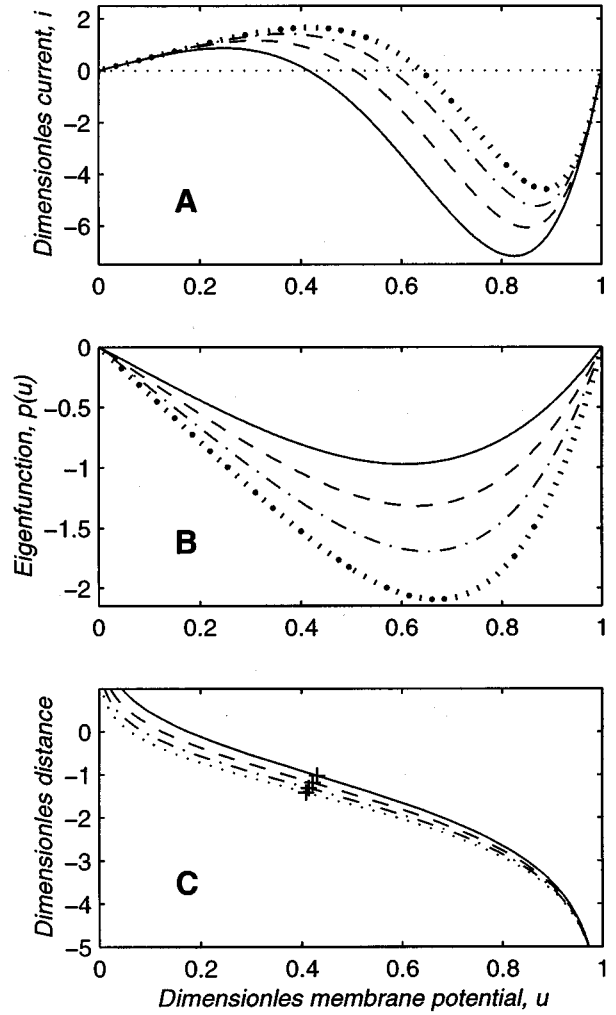 Dimensionles current, i
2
0
−2
−4
−6
A
0 0.2 0.4 0.6 0.8 1
Eigenfunction, p(u)
0
−0.5
−1
−1.5
−2
B
0 0.2 0.4 0.6 0.8 1
Dimensionles distance
0
−1
−2
−3
−4
−5
C
0 0.2 0.4 0.6 0.8 1
Dimensionles membrane potential, u